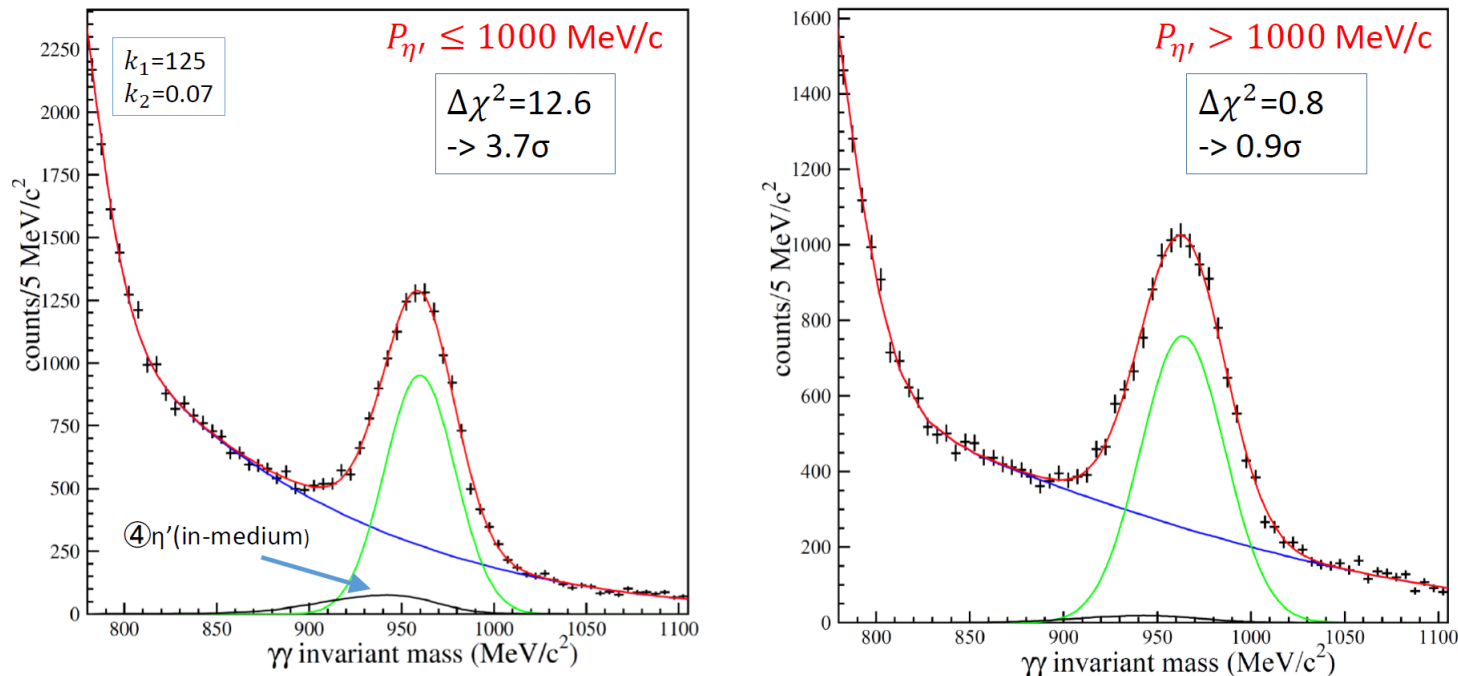 P_{η'} ≤ 1000 MeV/c
k₁=125
k₂=0.07
Δχ²=12.6
-> 3.7σ
④η'(in-medium)
counts/5 MeV/c²
2250
2000
1750
1500
1250
1000
750
500
250
0
800 850 900 950 1000 1050 1100
γγ invariant mass (MeV/c²)
P_{η'} > 1000 MeV/c
Δχ²=0.8
-> 0.9σ
counts/5 MeV/c²
1600
1400
1200
1000
800
600
400
200
0
800 850 900 950 1000 1050 1100
γγ invariant mass (MeV/c²)